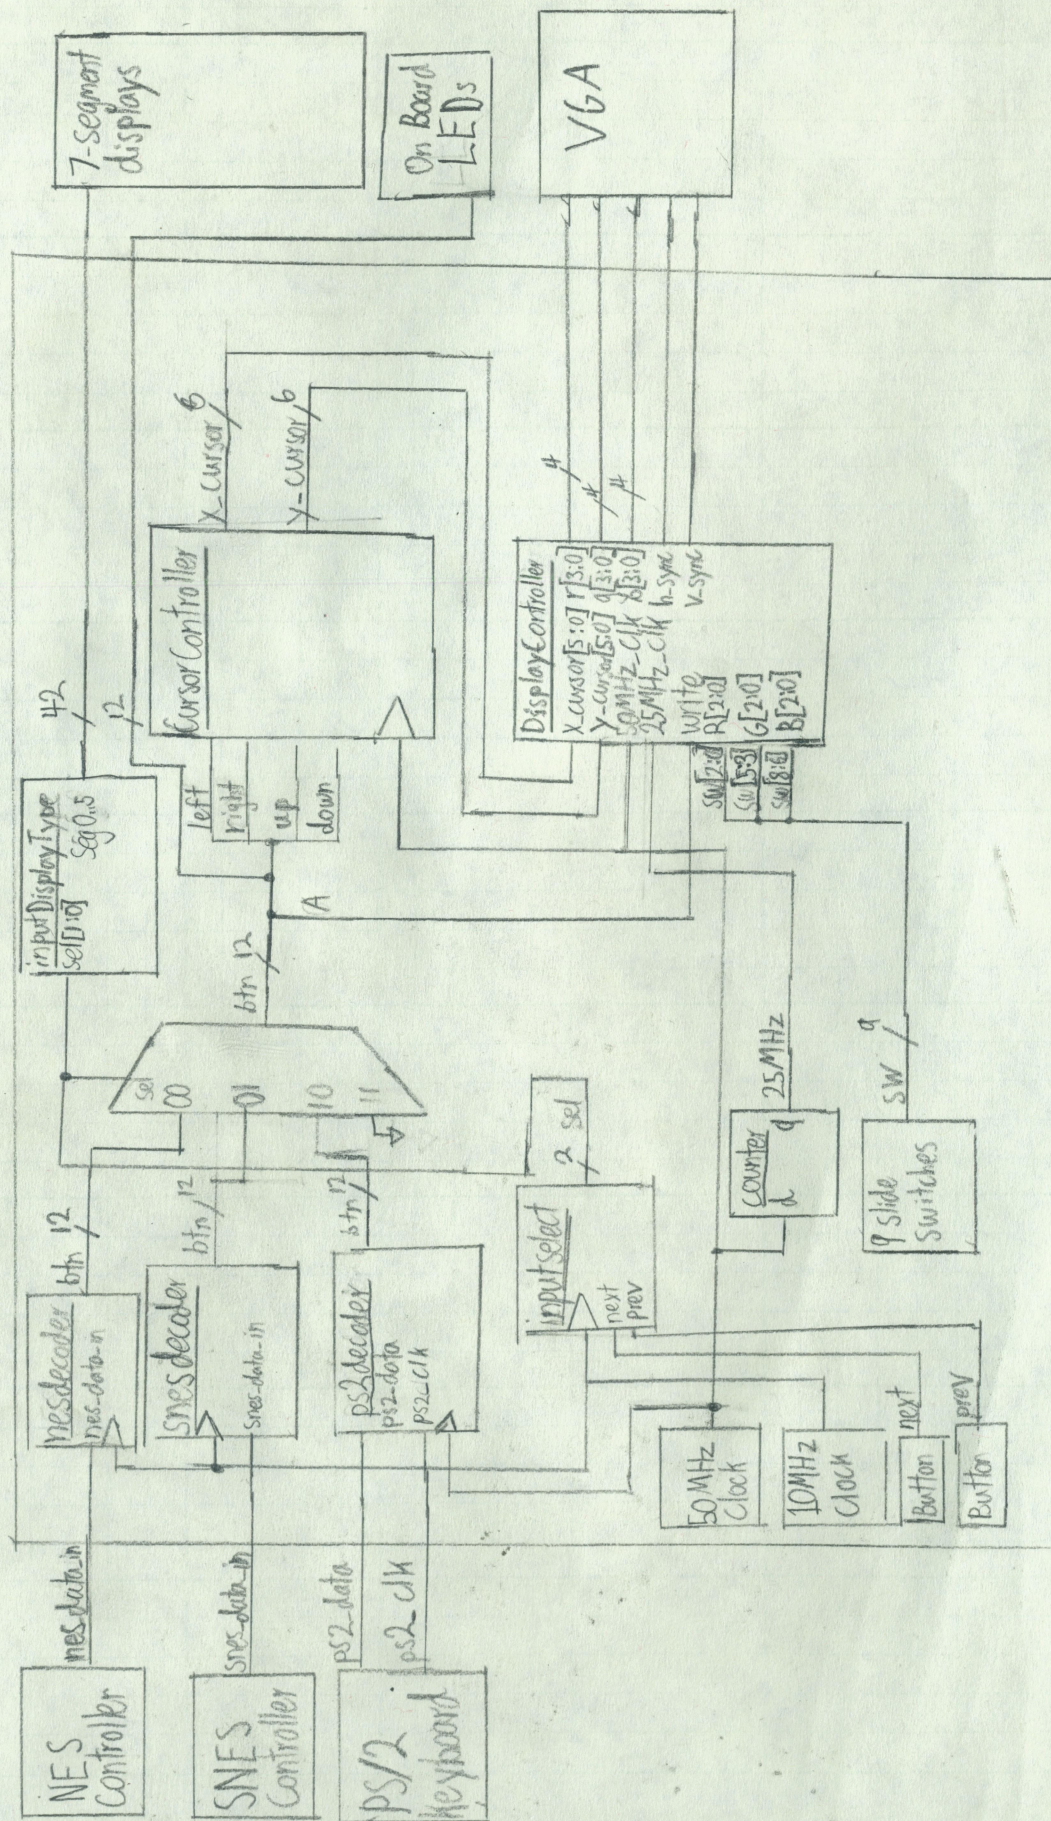 NES
Controller
nes_data_in
nesdecoder
nes_data_in
btn 12
SNES
Controller
snes_data_in
snesdecoder
snes_data_in
btn 12
PS/2
Keyboard
ps2_data
ps2_clk
ps2decoder
ps2_data
ps2_clk
btn 12
sel
00
01
10
11
btn 12
inputDisplayType
sel[1:0]
seg0..5
42
12
7-segment
displays
On Board
LEDs
A
left
right
up
down
CursorController
X_cursor 6
Y_cursor 6
inputselect
next
prev
2 sel
50MHz
Clock
10MHz
Clock
Button
next
Button
prev
counter
d
q
25MHz
9 Slide
Switches
SW 9
SW[2:0]
SW[5:3]
SW[8:6]
DisplayController
X_cursor[5:0] r[3:0]
Y_cursor[5:0] g[3:0]
50MHz_Clk b[3:0]
25MHz_Clk h_sync
v_sync
Write
R[2:0]
G[2:0]
B[2:0]
4
4
4
VGA